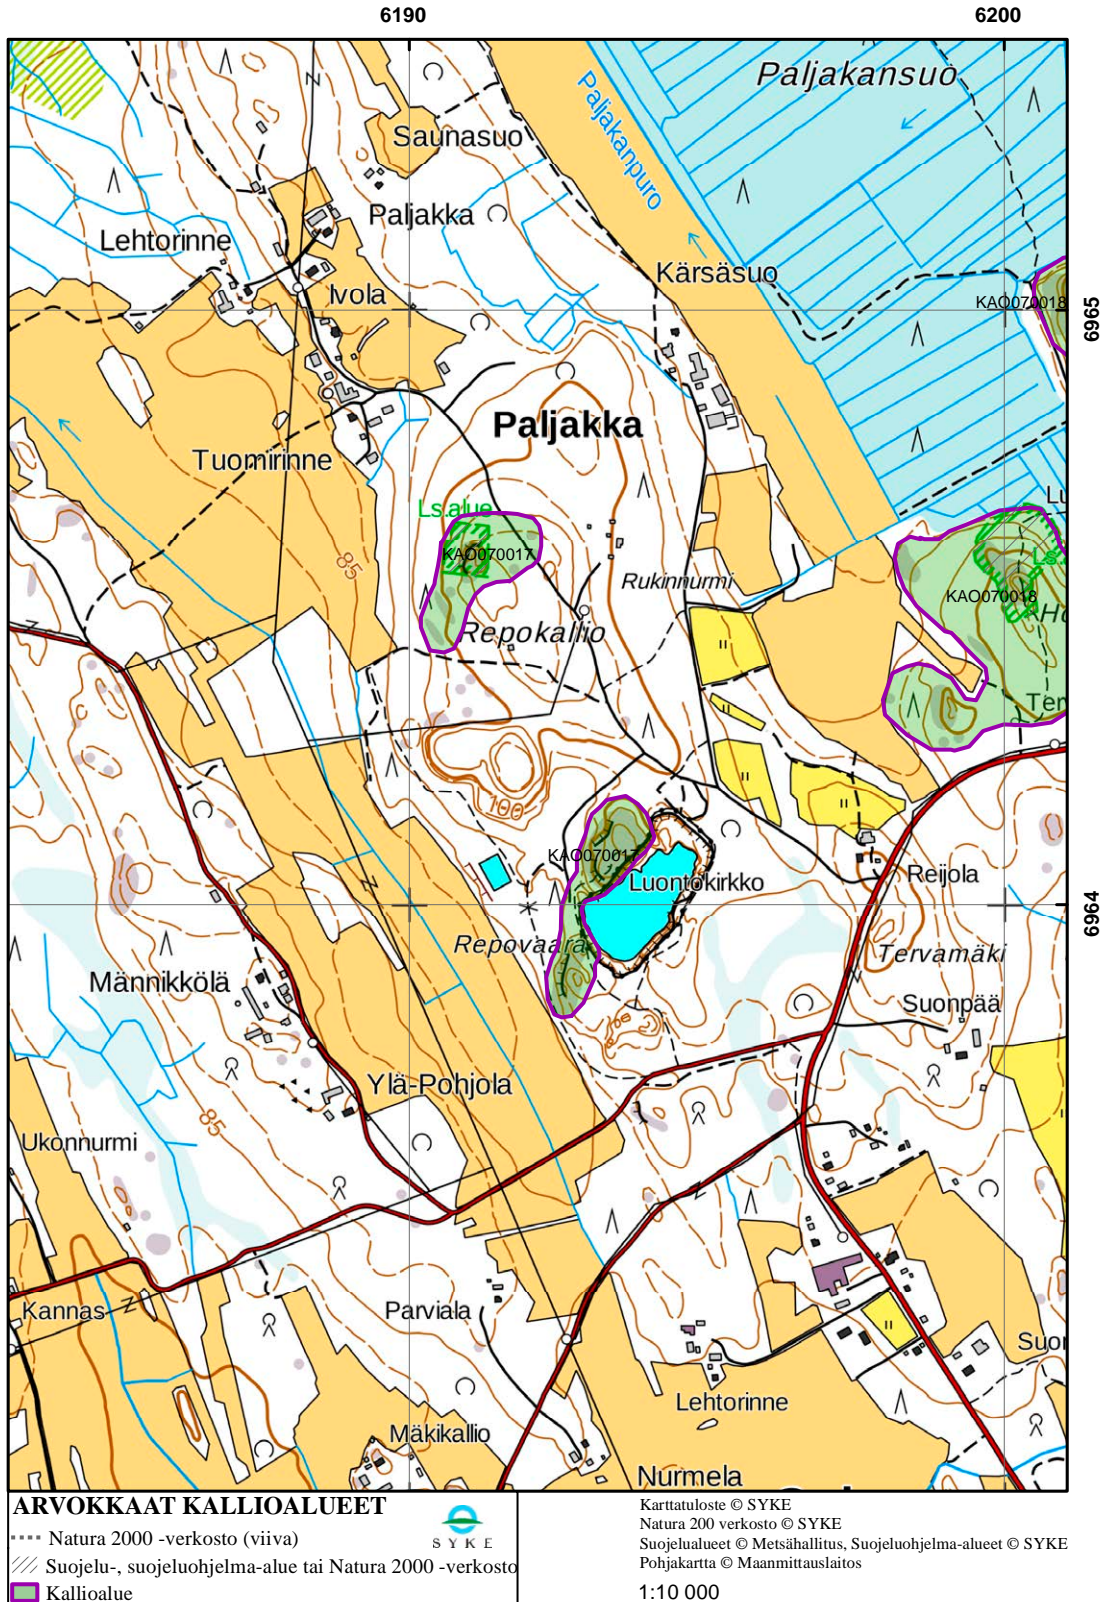 6190 6200
Paljakansuo
Paljakanpuro
Saunasuo
Paljakka
Lehtorinne
Kärsäsuo
Ivola
KAO070018
6965
Paljakka
Tuomirinne
Ls.alue
KAO070017
85
Rukinnurmi
KAO070018
Repokallio
100
KAO070017
Luontokirkko
Reijola
6964
Repovaara
Tervamäki
Männikkölä
Suonpää
Ylä-Pohjola
85
Ukonnurmi
Kannas
Parviala
Lehtorinne
Mäkikallio
Nurmela
ARVOKKAAT KALLIOALUEET
Natura 2000 -verkosto (viiva)
SYKE
Suojelu-, suojeluohjelma-alue tai Natura 2000 -verkosto
Kallioalue
Karttatuloste © SYKE
Natura 200 verkosto © SYKE
Suojelualueet © Metsähallitus, Suojeluohjelma-alueet © SYKE
Pohjakartta © Maanmittauslaitos
1:10 000